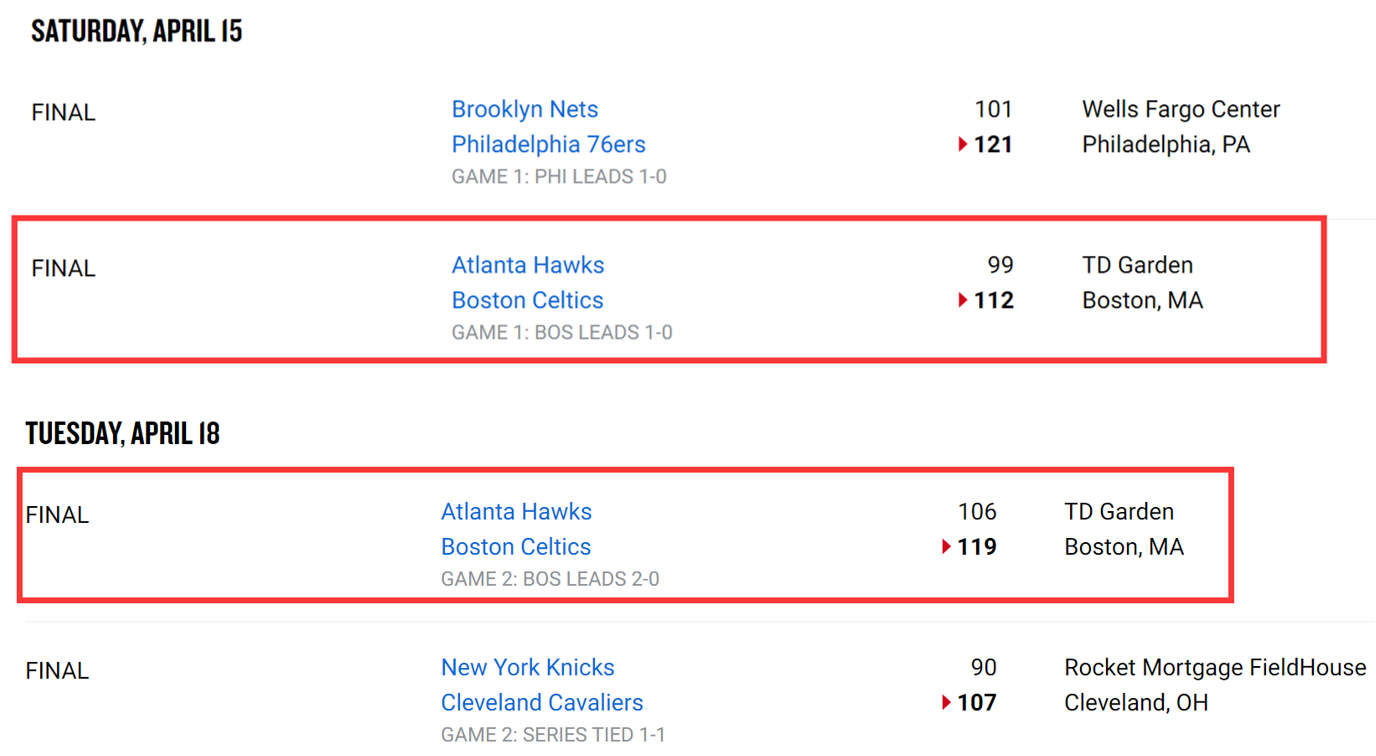 SATURDAY, APRIL 15
FINAL
Brooklyn Nets 101 Wells Fargo Center
Philadelphia 76ers 121 Philadelphia, PA
GAME 1: PHI LEADS 1-0
FINAL
Atlanta Hawks 99 TD Garden
Boston Celtics 112 Boston, MA
GAME 1: BOS LEADS 1-0
TUESDAY, APRIL 18
FINAL
Atlanta Hawks 106 TD Garden
Boston Celtics 119 Boston, MA
GAME 2: BOS LEADS 2-0
FINAL
New York Knicks 90 Rocket Mortgage FieldHouse
Cleveland Cavaliers 107 Cleveland, OH
GAME 2: SERIES TIED 1-1